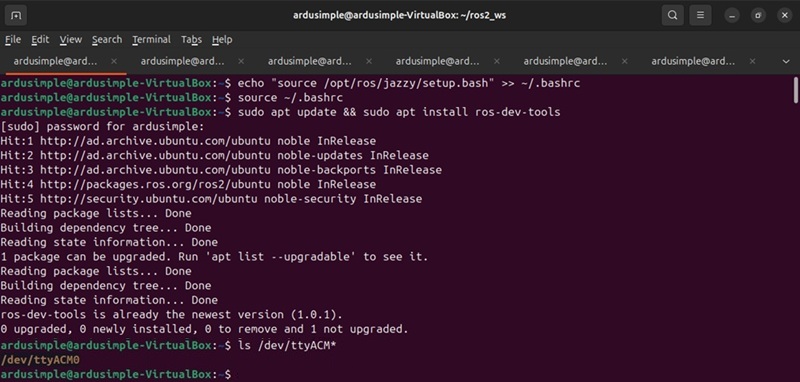 ardusimple@ardusimple-VirtualBox: ~/ros2_ws
File Edit View Search Terminal Tabs Help
ardusimple@ard... ardusimple@ard... ardusimple@ard... ardusimple@ard... ardusimple@ard... ardusimple@ard...
ardusimple@ardusimple-VirtualBox:~$ echo "source /opt/ros/jazzy/setup.bash" >> ~/.bashrc
ardusimple@ardusimple-VirtualBox:~$ source ~/.bashrc
ardusimple@ardusimple-VirtualBox:~$ sudo apt update && sudo apt install ros-dev-tools
[sudo] password for ardusimple:
Hit:1 http://ad.archive.ubuntu.com/ubuntu noble InRelease
Hit:2 http://ad.archive.ubuntu.com/ubuntu noble-updates InRelease
Hit:3 http://ad.archive.ubuntu.com/ubuntu noble-backports InRelease
Hit:4 http://packages.ros.org/ros2/ubuntu noble InRelease
Hit:5 http://security.ubuntu.com/ubuntu noble-security InRelease
Reading package lists... Done
Building dependency tree... Done
Reading state information... Done
1 package can be upgraded. Run 'apt list --upgradable' to see it.
Reading package lists... Done
Building dependency tree... Done
Reading state information... Done
ros-dev-tools is already the newest version (1.0.1).
0 upgraded, 0 newly installed, 0 to remove and 1 not upgraded.
ardusimple@ardusimple-VirtualBox:~$ ls /dev/ttyACM*
/dev/ttyACM0
ardusimple@ardusimple-VirtualBox:~$